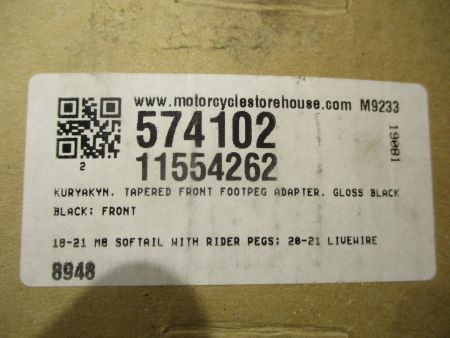 www.motorcyclestorehouse.com M9233
574102
19081
2
11554262
KURYAKYN, TAPERED FRONT FOOTPEG ADAPTER, GLOSS BLACK
BLACK; FRONT
18-21 M8 SOFTAIL WITH RIDER PEGS; 20-21 LIVEWIRE
8948